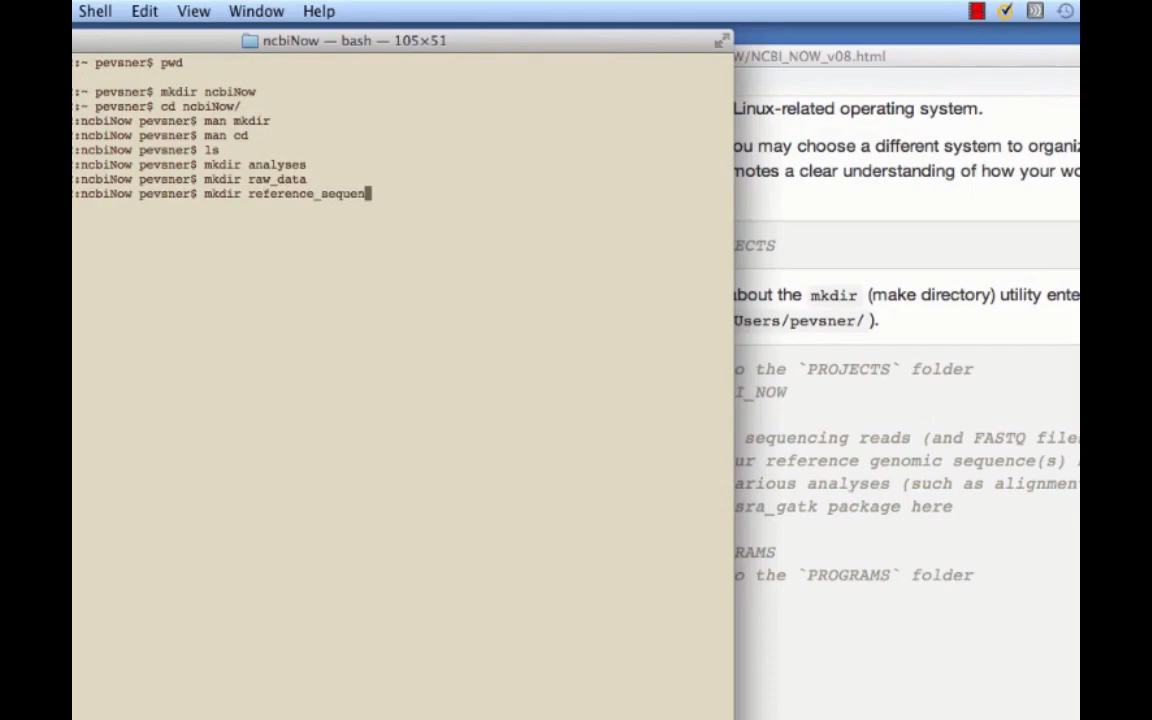 Shell Edit View Window Help
ncbiNow — bash — 105×51
:~ pevsner$ pwd
:~ pevsner$ mkdir ncbiNow
:~ pevsner$ cd ncbiNow/
:ncbiNow pevsner$ man mkdir
:ncbiNow pevsner$ man cd
:ncbiNow pevsner$ ls
:ncbiNow pevsner$ mkdir analyses
:ncbiNow pevsner$ mkdir raw_data
:ncbiNow pevsner$ mkdir reference_sequen
W/NCBI_NOW_v08.html
Linux-related operating system.
ou may choose a different system to organiz
motes a clear understanding of how your wo
ECTS
about the mkdir (make directory) utility ente
Users/pevsner/ ).
o the `PROJECTS` folder
I_NOW
sequencing reads (and FASTQ file
ur reference genomic sequence(s)
arious analyses (such as alignmen
sra_gatk package here
RAMS
o the `PROGRAMS` folder